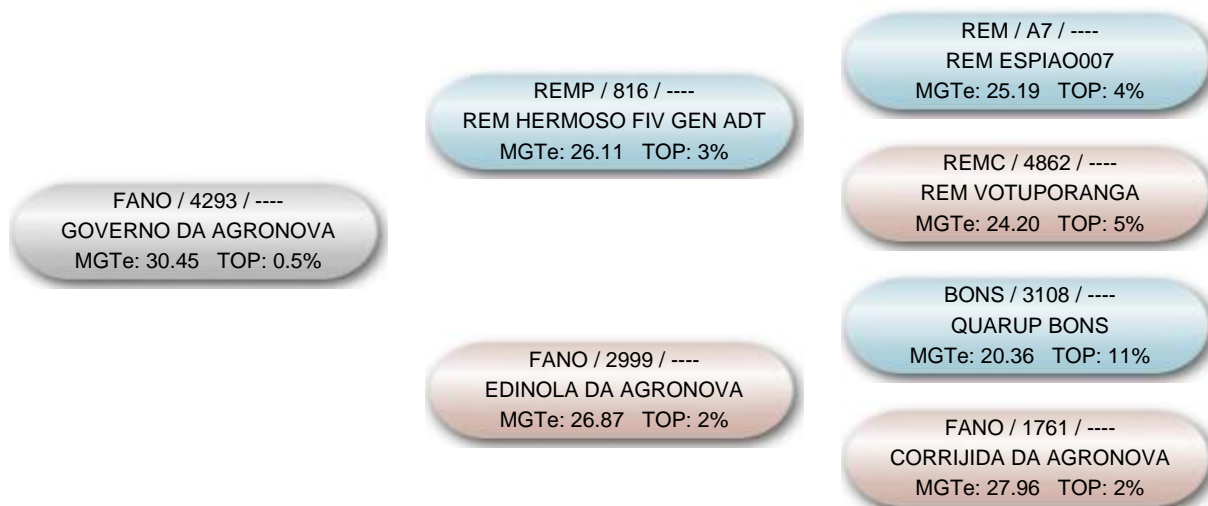 FANO / 4293 / ----
GOVERNO DA AGRONOVA
MGTe: 30.45 TOP: 0.5%
REMP / 816 / ----
REM HERMOSO FIV GEN ADT
MGTe: 26.11 TOP: 3%
FANO / 2999 / ----
EDINOLA DA AGRONOVA
MGTe: 26.87 TOP: 2%
REM / A7 / ----
REM ESPIAO007
MGTe: 25.19 TOP: 4%
REMC / 4862 / ----
REM VOTUPORANGA
MGTe: 24.20 TOP: 5%
BONS / 3108 / ----
QUARUP BONS
MGTe: 20.36 TOP: 11%
FANO / 1761 / ----
CORRIJIDA DA AGRONOVA
MGTe: 27.96 TOP: 2%